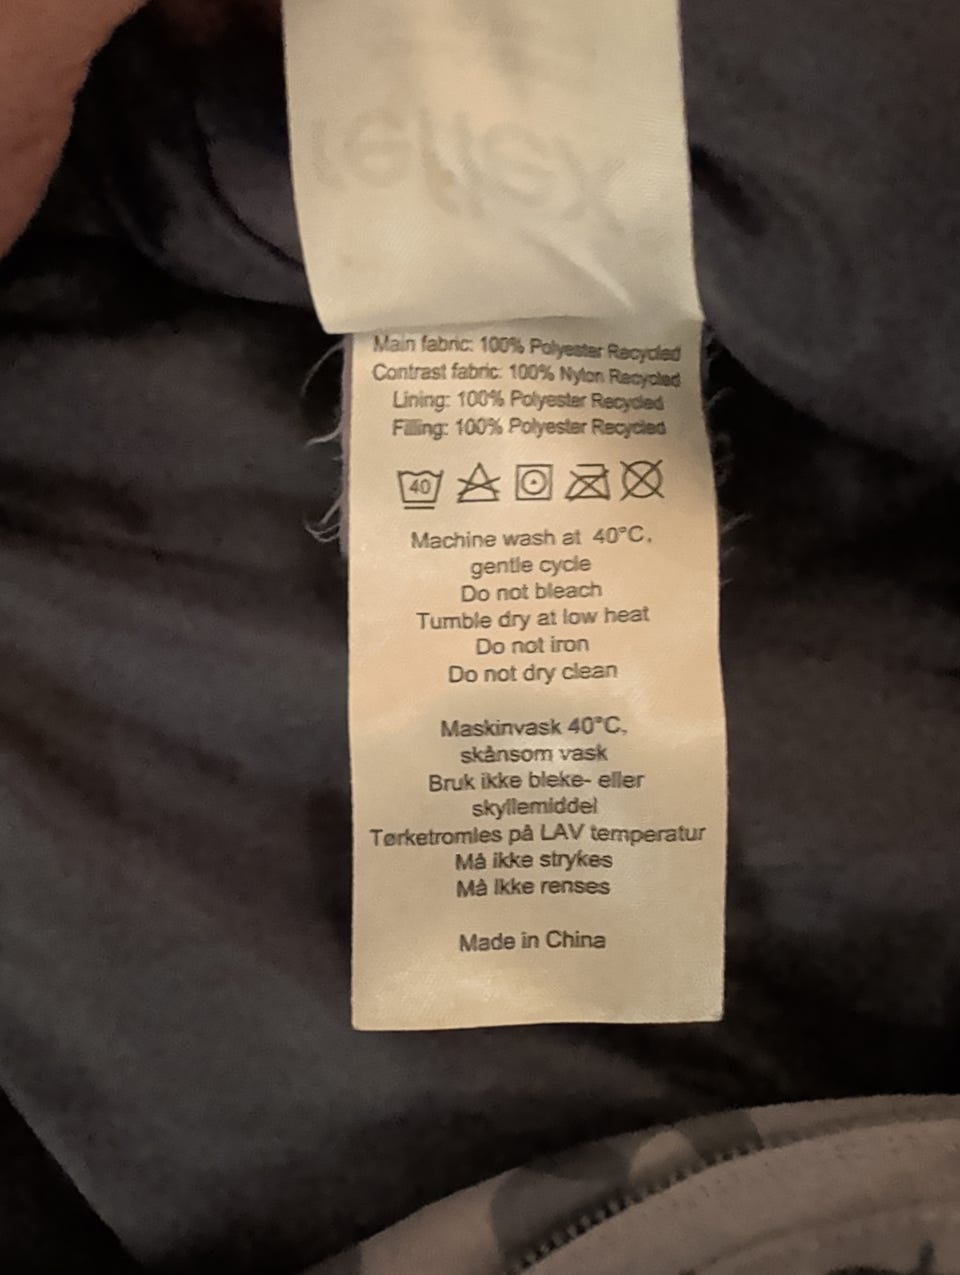 Main fabric: 100% Polyester Recycled
Contrast fabric: 100% Nylon Recycled
Lining: 100% Polyester Recycled
Filling: 100% Polyester Recycled
40
Machine wash at 40°C,
gentle cycle
Do not bleach
Tumble dry at low heat
Do not iron
Do not dry clean
Maskinvask 40°C,
skånsom vask
Bruk ikke bleke- eller
skyllemiddel
Tørketromles på LAV temperatur
Må ikke strykes
Må ikke renses
Made in China